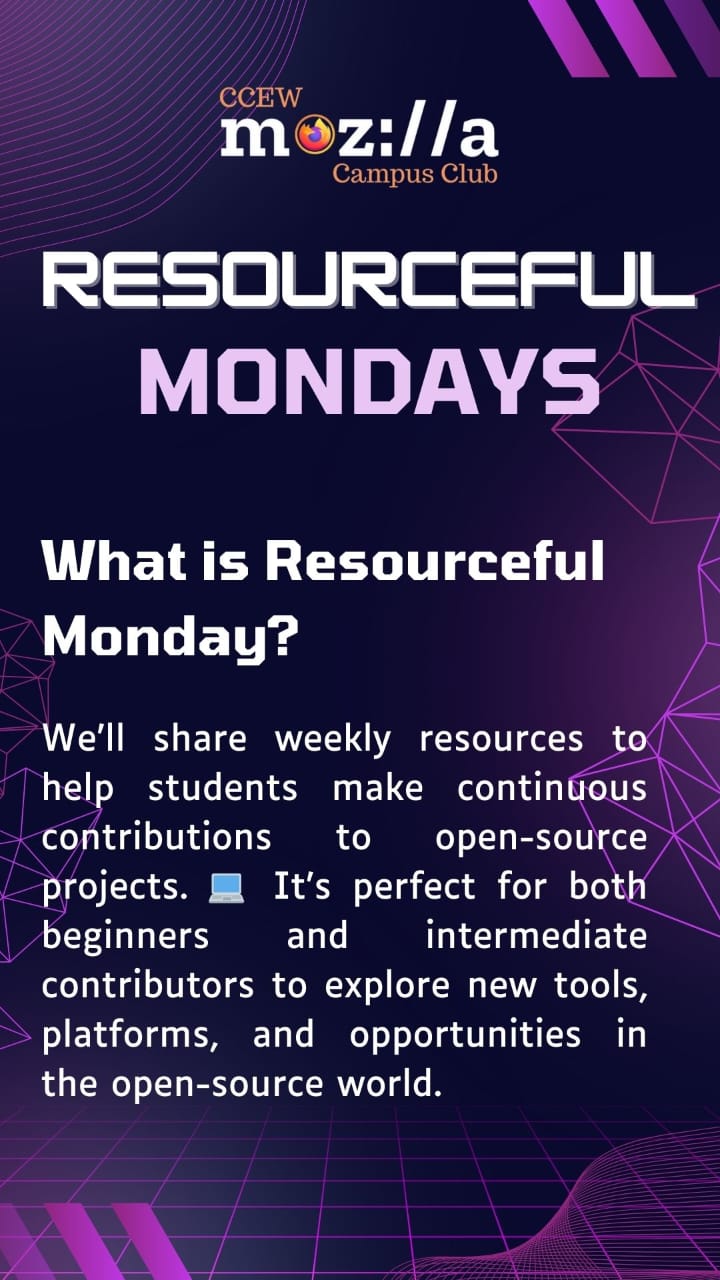 CCEW
moz://a
Campus Club
RESOURCEFUL
MONDAYS
What is Resourceful
Monday?
We'll share weekly resources to
help students make continuous
contributions to open-source
projects. 💻 It's perfect for both
beginners and intermediate
contributors to explore new tools,
platforms, and opportunities in
the open-source world.